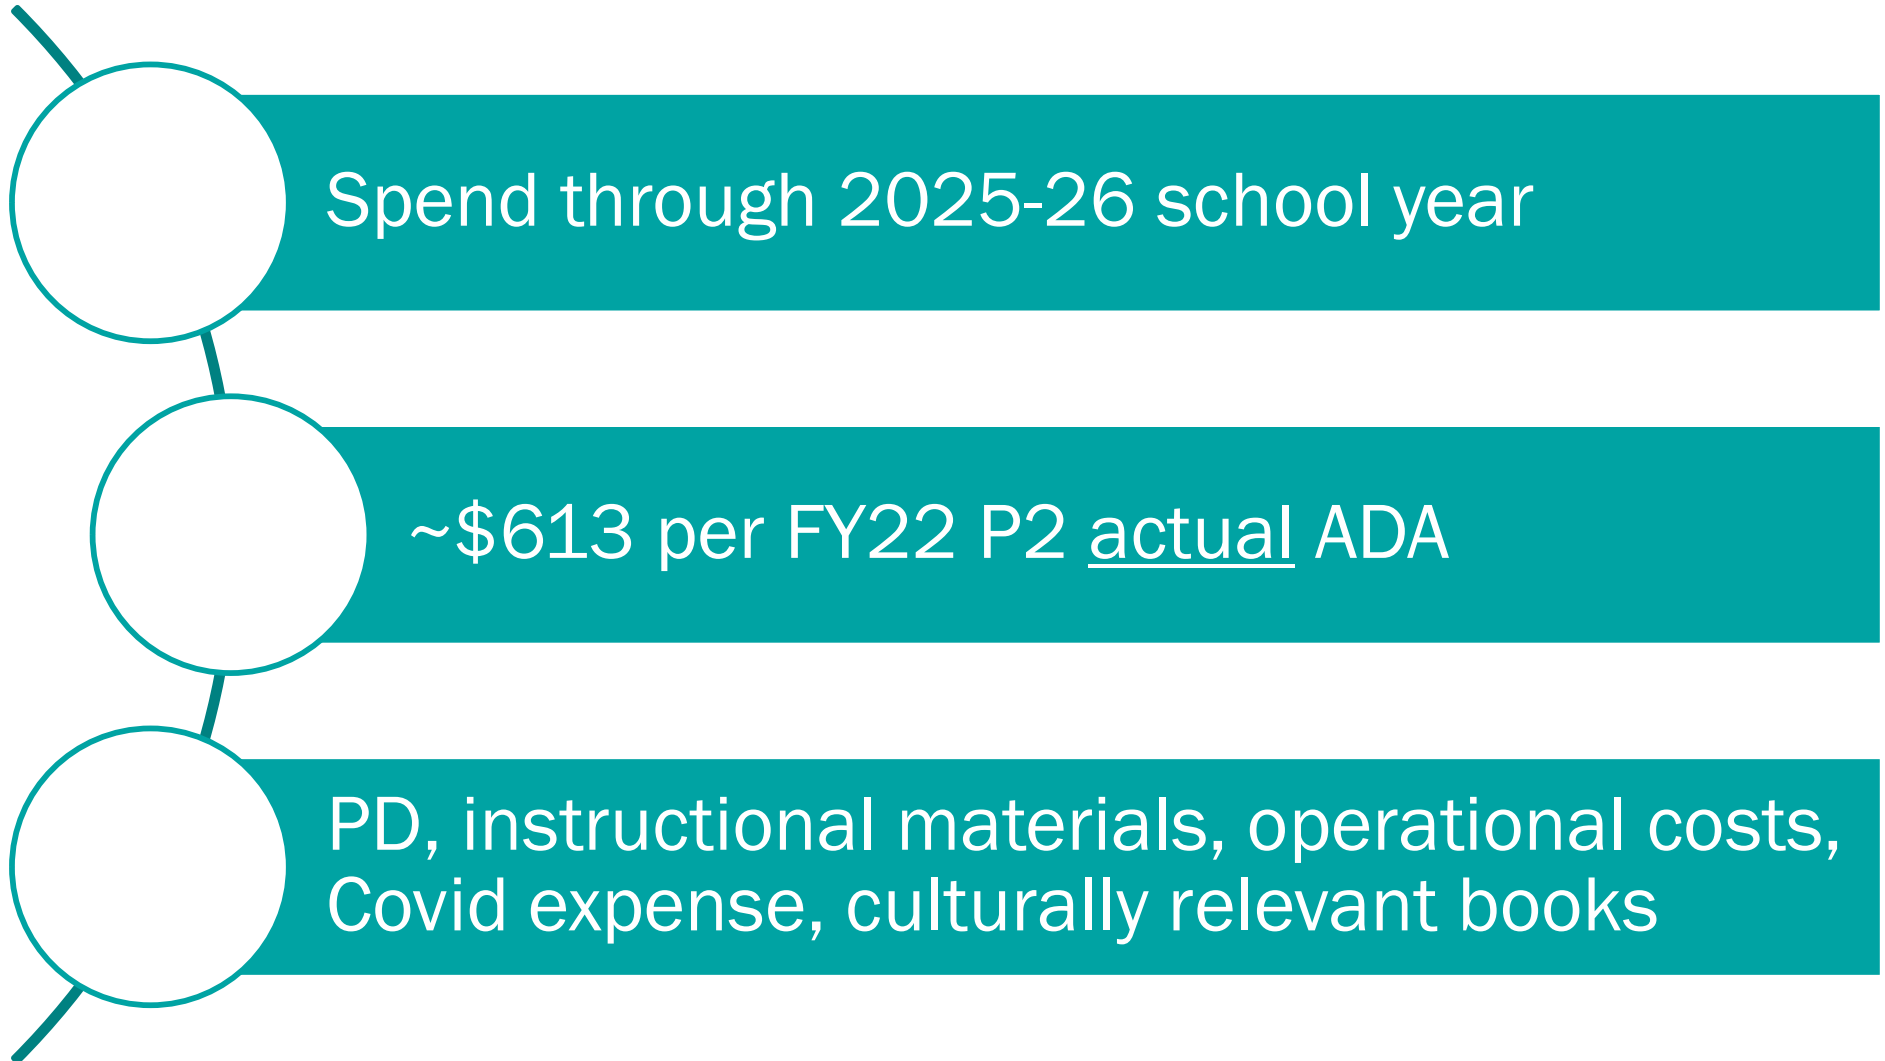 Spend through 2025-26 school year
~$613 per FY22 P2 actual ADA
PD, instructional materials, operational costs,
Covid expense, culturally relevant books